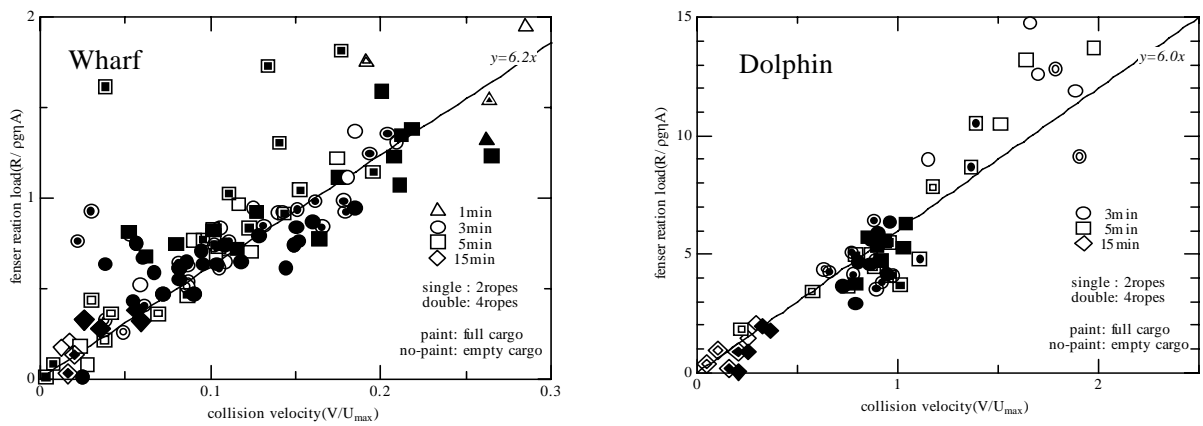 Wharf
y=6.2x
2
1
0
fenser reation load(R/ ρgηA)
1min
3min
5min
15min
single : 2ropes
double: 4ropes
paint: full cargo
no-paint: empty cargo
0 0.1 0.2 0.3
collision velocity(V/Umax)
Dolphin
y=6.0x
15
10
5
0
fenser reation load(R/ ρgηA)
3min
5min
15min
single : 2ropes
double: 4ropes
paint: full cargo
no-paint: empty cargo
0 1 2
collision velocity(V/Umax)